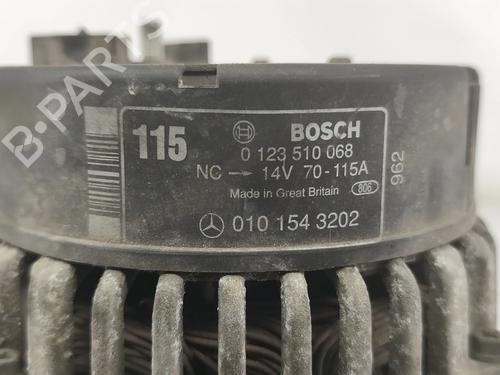 115
BOSCH
0 123 510 068
NC → 14V 70-115A
Made in Great Britain 806
962
010 154 3202
B-PARTS